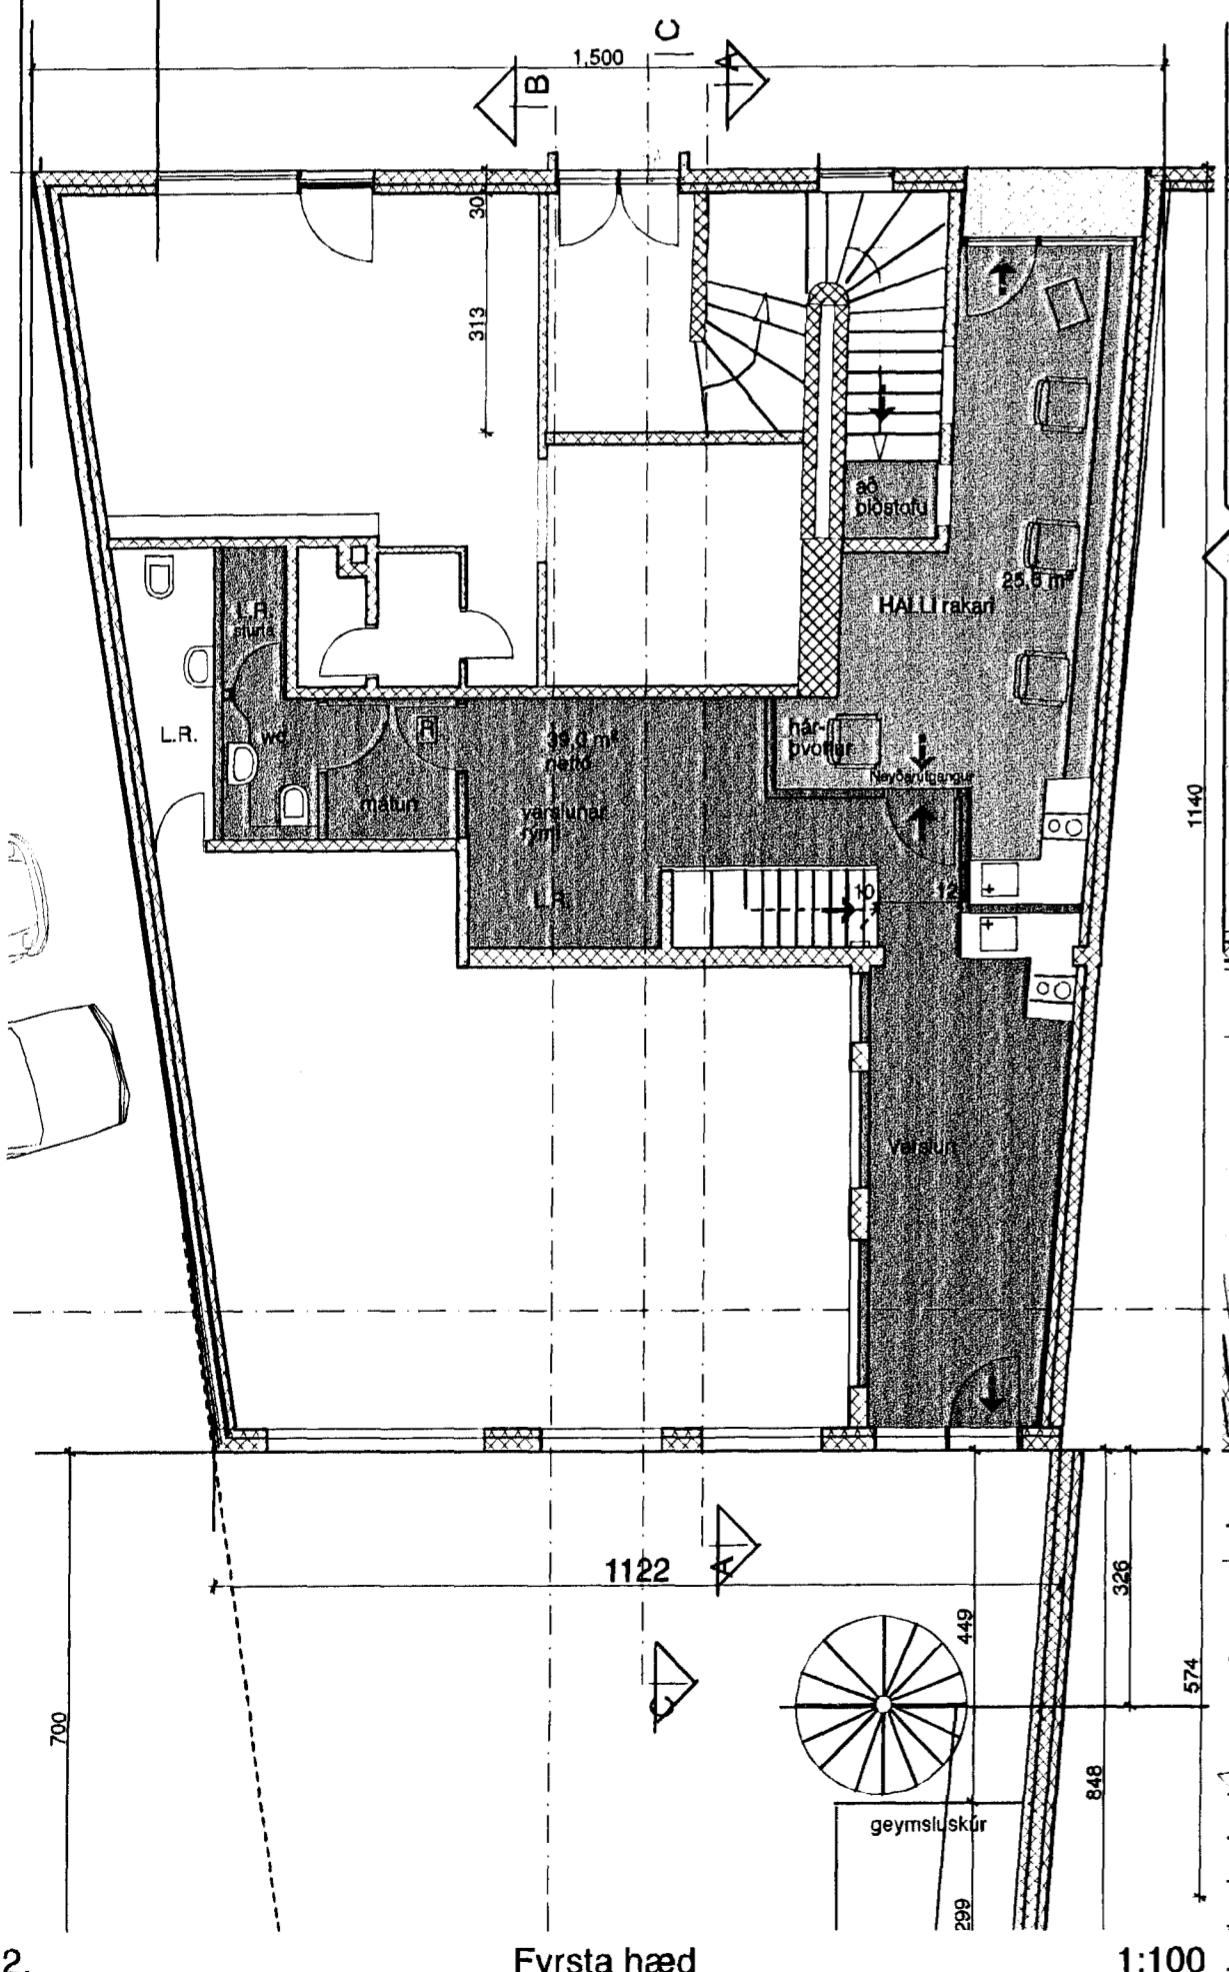 C
1,500
A
B
30
313
að
biðstofu
25,8 m²
HALLI rakari
L.R.
sturta
L.R.
wc
R
39,0 m²
nettó
hár-
þvottur
Neyðarútgangur
mátun
verslunar
rými
1140
L.R.
10
12
Verslun
1122
A
326
449
C
574
700
848
geymsluskúr
299
2.
Fyrsta hæð
1:100